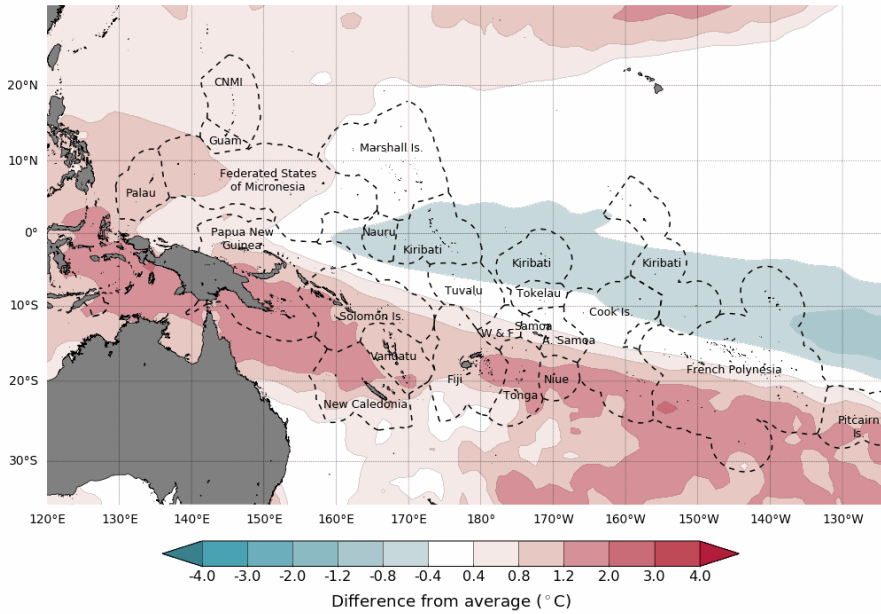 20°N
10°N
0°
10°S
20°S
30°S
CNMI
Guam
Marshall Is.
Federated States
of Micronesia
Palau
Papua New
Guinea
Nauru
Kiribati
Kiribati
Kiribati
Tuvalu
Tokelau
Cook Is.
Solomon Is.
W & F
Samoa
A. Samoa
Vanuatu
Fiji
Niue
Tonga
French Polynesia
New Caledonia
Pitcairn
Is.
120°E 130°E 140°E 150°E 160°E 170°E 180° 170°W 160°W 150°W 140°W 130°W
-4.0 -3.0 -2.0 -1.2 -0.8 -0.4 0.4 0.8 1.2 2.0 3.0 4.0
Difference from average (°C)